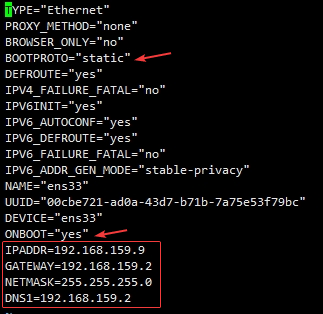 TYPE="Ethernet"
PROXY_METHOD="none"
BROWSER_ONLY="no"
BOOTPROTO="static"
DEFROUTE="yes"
IPV4_FAILURE_FATAL="no"
IPV6INIT="yes"
IPV6_AUTOCONF="yes"
IPV6_DEFROUTE="yes"
IPV6_FAILURE_FATAL="no"
IPV6_ADDR_GEN_MODE="stable-privacy"
NAME="ens33"
UUID="00cbe721-ad0a-43d7-b71b-7a75e53f79bc"
DEVICE="ens33"
ONBOOT="yes"
IPADDR=192.168.159.9
GATEWAY=192.168.159.2
NETMASK=255.255.255.0
DNS1=192.168.159.2